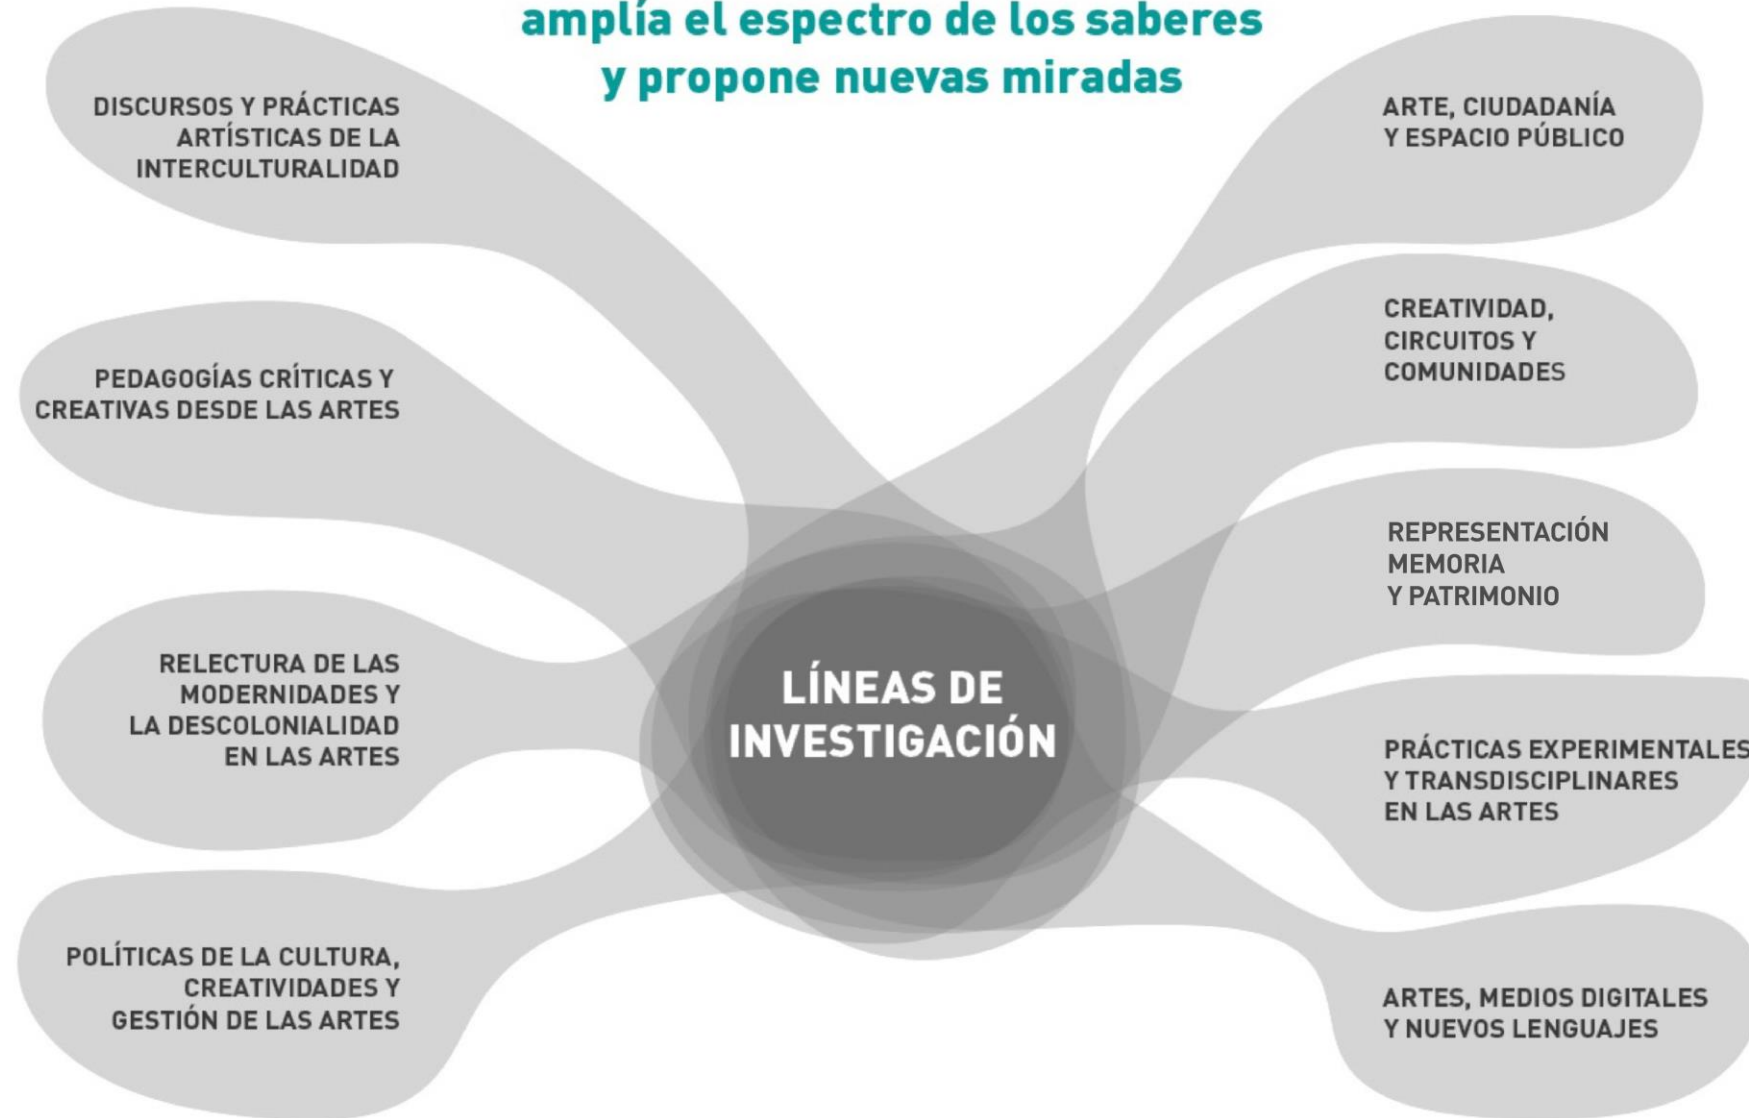 amplía el espectro de los saberes
y propone nuevas miradas
DISCURSOS Y PRÁCTICAS
ARTÍSTICAS DE LA
INTERCULTURALIDAD
PEDAGOGÍAS CRÍTICAS Y
CREATIVAS DESDE LAS ARTES
RELECTURA DE LAS
MODERNIDADES Y
LA DESCOLONIALIDAD
EN LAS ARTES
POLÍTICAS DE LA CULTURA,
CREATIVIDADES Y
GESTIÓN DE LAS ARTES
LÍNEAS DE
INVESTIGACIÓN
ARTE, CIUDADANÍA
Y ESPACIO PÚBLICO
CREATIVIDAD,
CIRCUITOS Y
COMUNIDADES
REPRESENTACIÓN
MEMORIA
Y PATRIMONIO
PRÁCTICAS EXPERIMENTALES
Y TRANSDISCIPLINARES
EN LAS ARTES
ARTES, MEDIOS DIGITALES
Y NUEVOS LENGUAJES